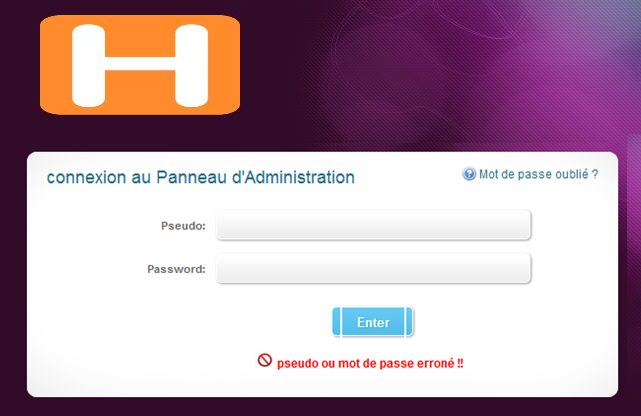 H
connexion au Panneau d'Administration
Mot de passe oublié ?
Pseudo:
Password:
Enter
pseudo ou mot de passe erroné !!